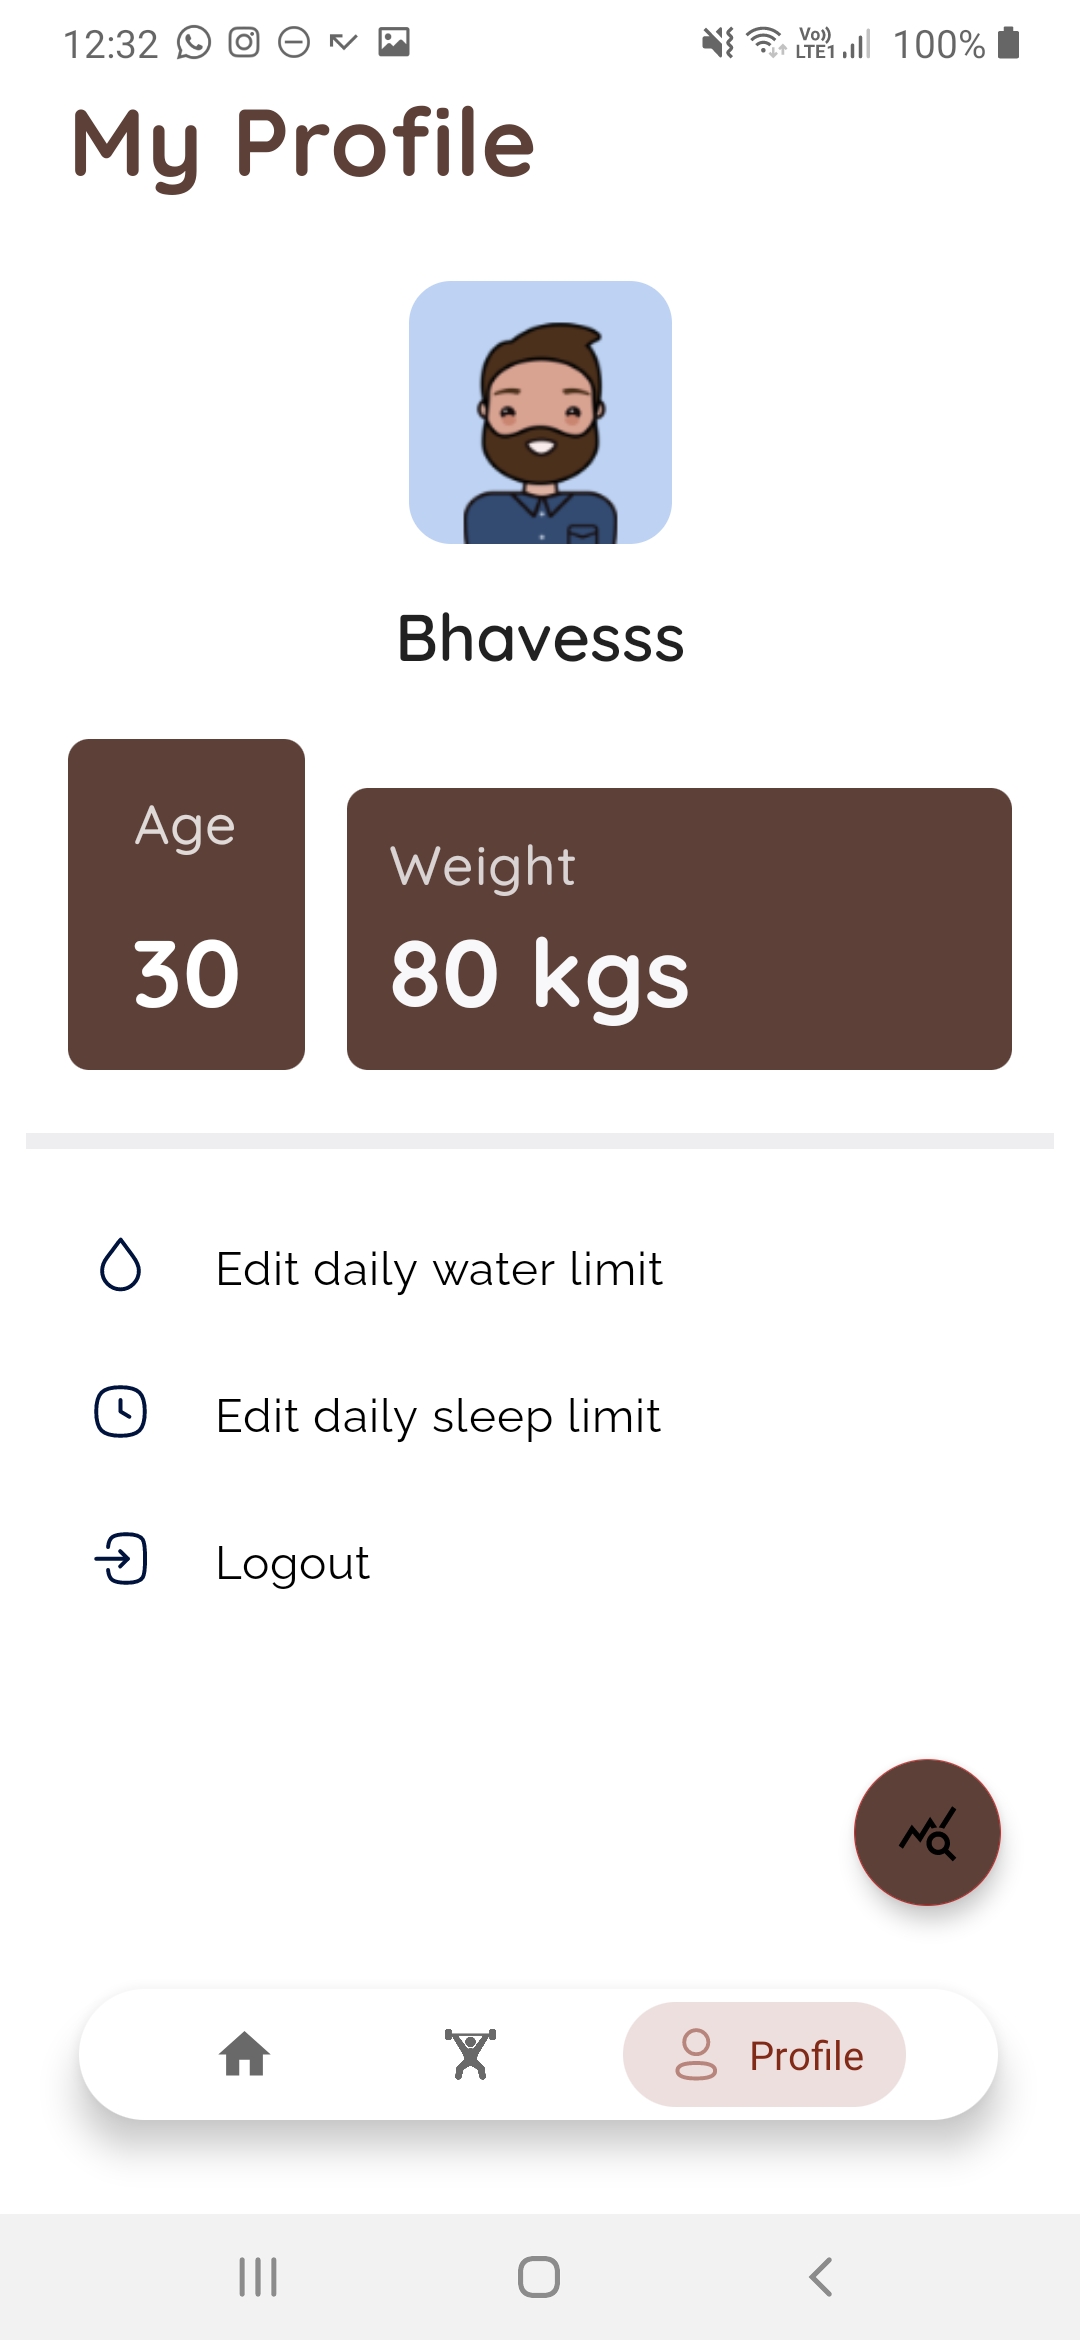 12:32 Vo)) LTE1 100%
My Profile
Bhavesss
Age
30
Weight
80 kgs
Edit daily water limit
Edit daily sleep limit
Logout
Profile